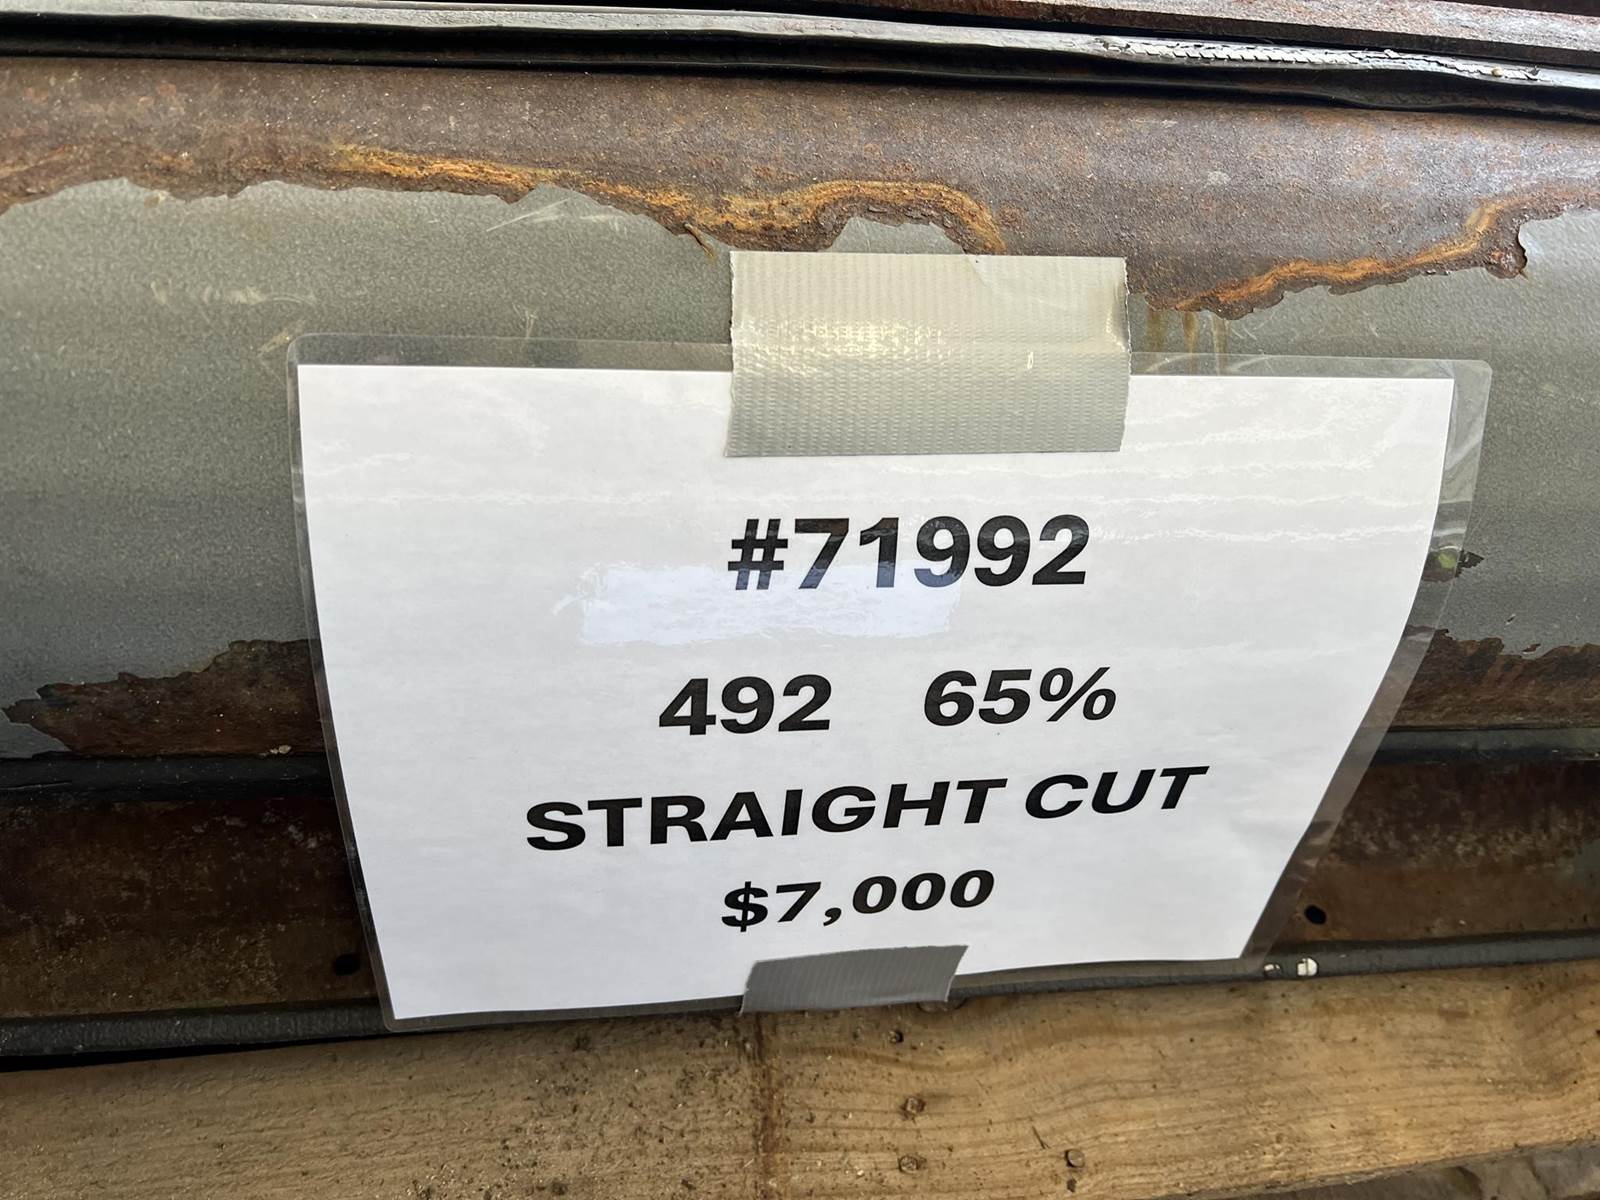 #71992
492 65%
STRAIGHT CUT
$7,000